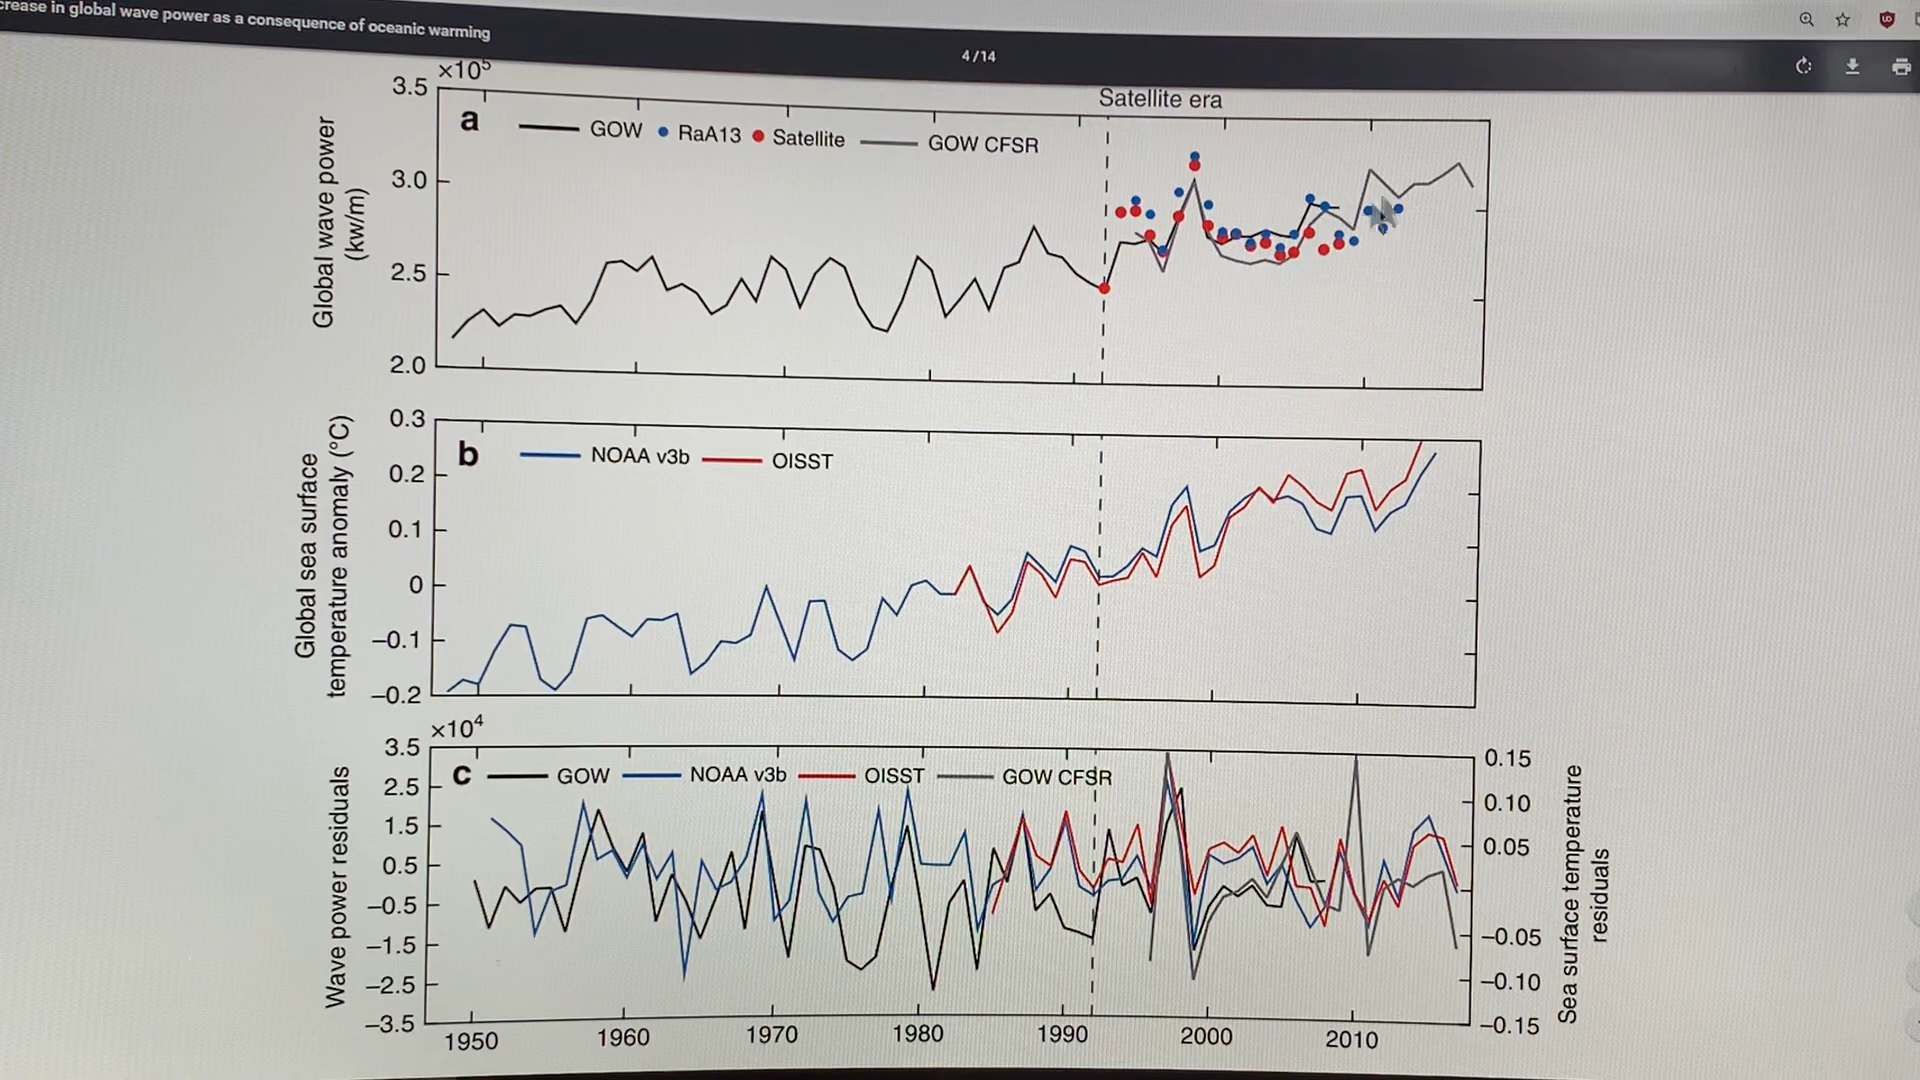 crease in global wave power as a consequence of oceanic warming
4/14
×10⁵
Satellite era
3.5
3.0
2.5
2.0
Global wave power
(kw/m)
a
GOW RaA13 Satellite GOW CFSR
0.3
0.2
0.1
0
−0.1
−0.2
Global sea surface
temperature anomaly (°C)
b
NOAA v3b OISST
×10⁴
3.5
2.5
1.5
0.5
−0.5
−1.5
−2.5
−3.5
Wave power residuals
c
GOW NOAA v3b OISST GOW CFSR
0.15
0.10
0.05
−0.05
−0.10
−0.15
Sea surface temperature
residuals
1950 1960 1970 1980 1990 2000 2010